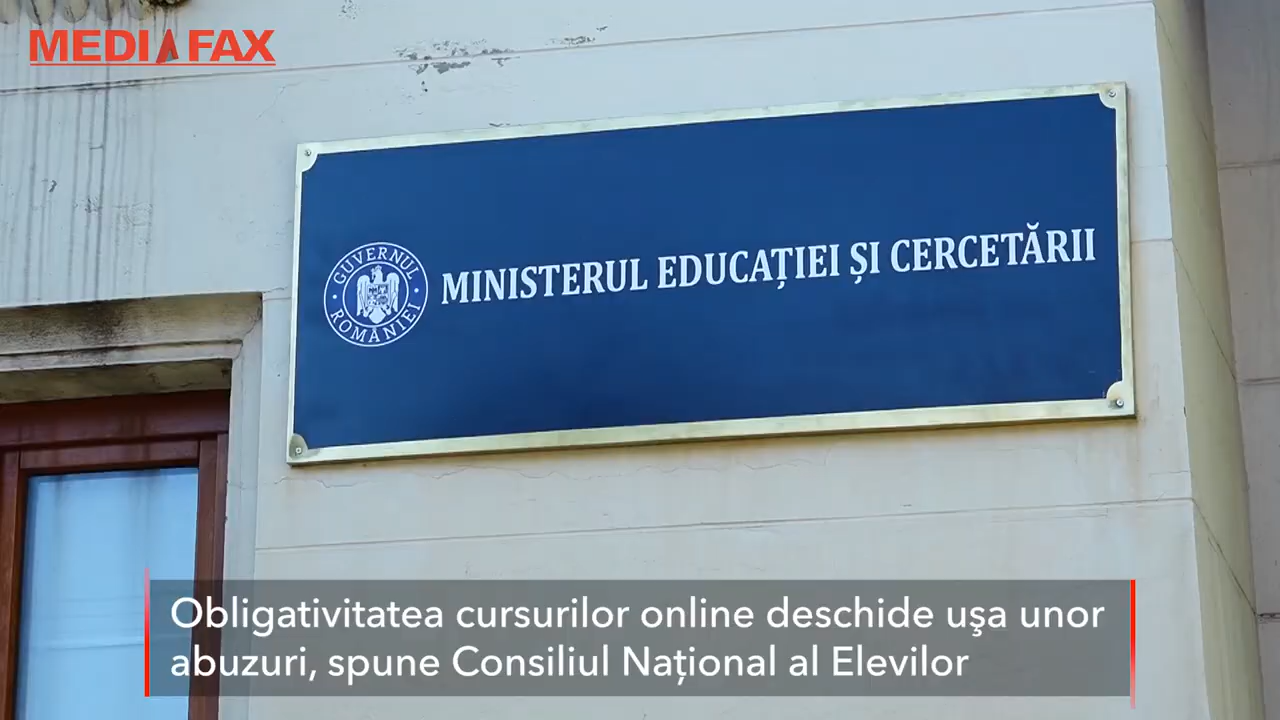 MEDIAFAX
GUVERNUL
ROMÂNIEI
MINISTERUL EDUCAȚIEI ȘI CERCETĂRII
Obligativitatea cursurilor online deschide uşa unor
abuzuri, spune Consiliul Național al Elevilor